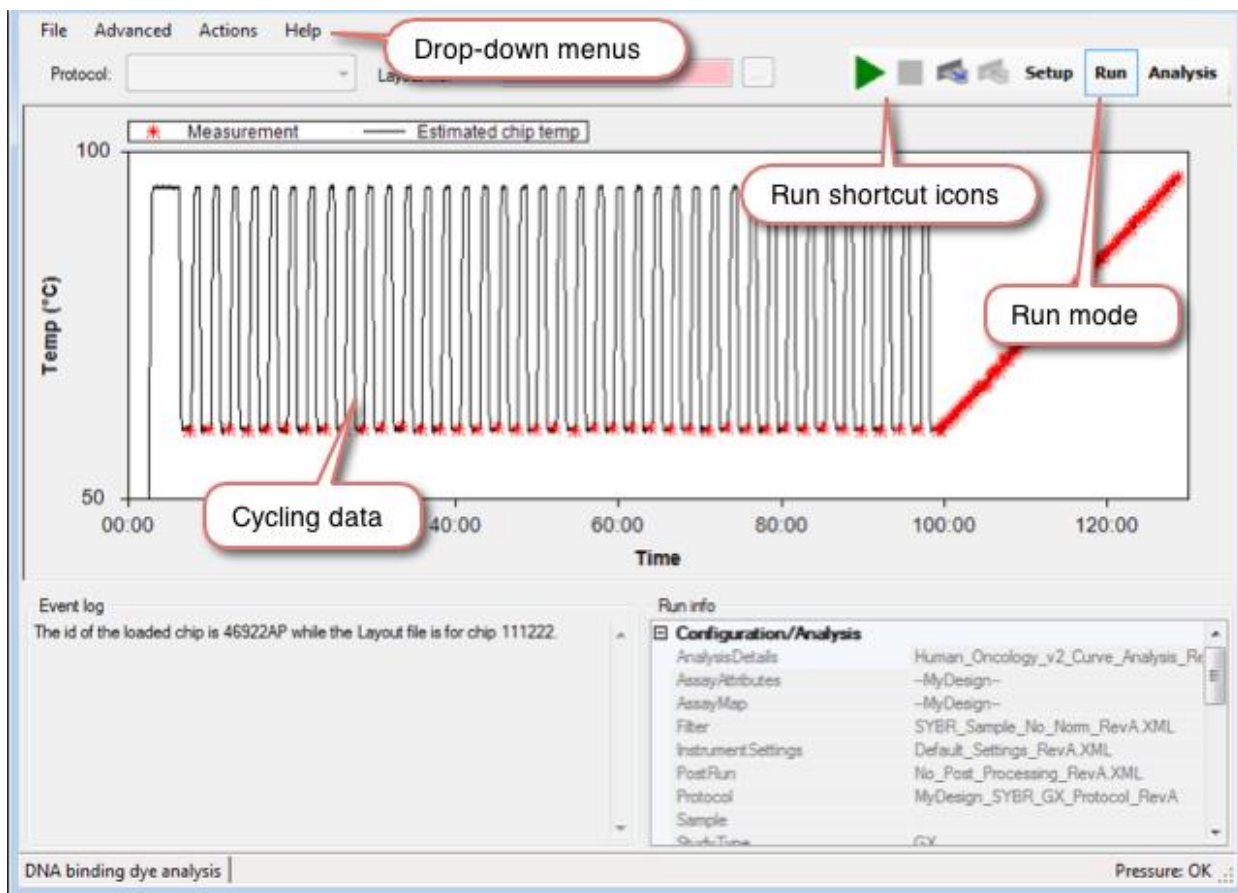 File Advanced Actions Help
Drop-down menus
Protocol:
Setup Run Analysis
Measurement Estimated chip temp
100
Run shortcut icons
Temp (°C)
Run mode
Cycling data
50
00:00 40:00 60:00 80:00 100:00 120:00
Time
Event log
The id of the loaded chip is 46922AP while the Layout file is for chip 111222.
Run info
Configuration/Analysis
AnalysisDetails Human_Oncology_v2_Curve_Analysis_Re
AssayAttributes --MyDesign--
AssayMap --MyDesign--
Filter SYBR_Sample_No_Norm_RevA.XML
InstrumentSettings Default_Settings_RevA.XML
PostRun No_Post_Processing_RevA.XML
Protocol MyDesign_SYBR_GX_Protocol_RevA
Sample
StudyType GX
DNA binding dye analysis
Pressure: OK